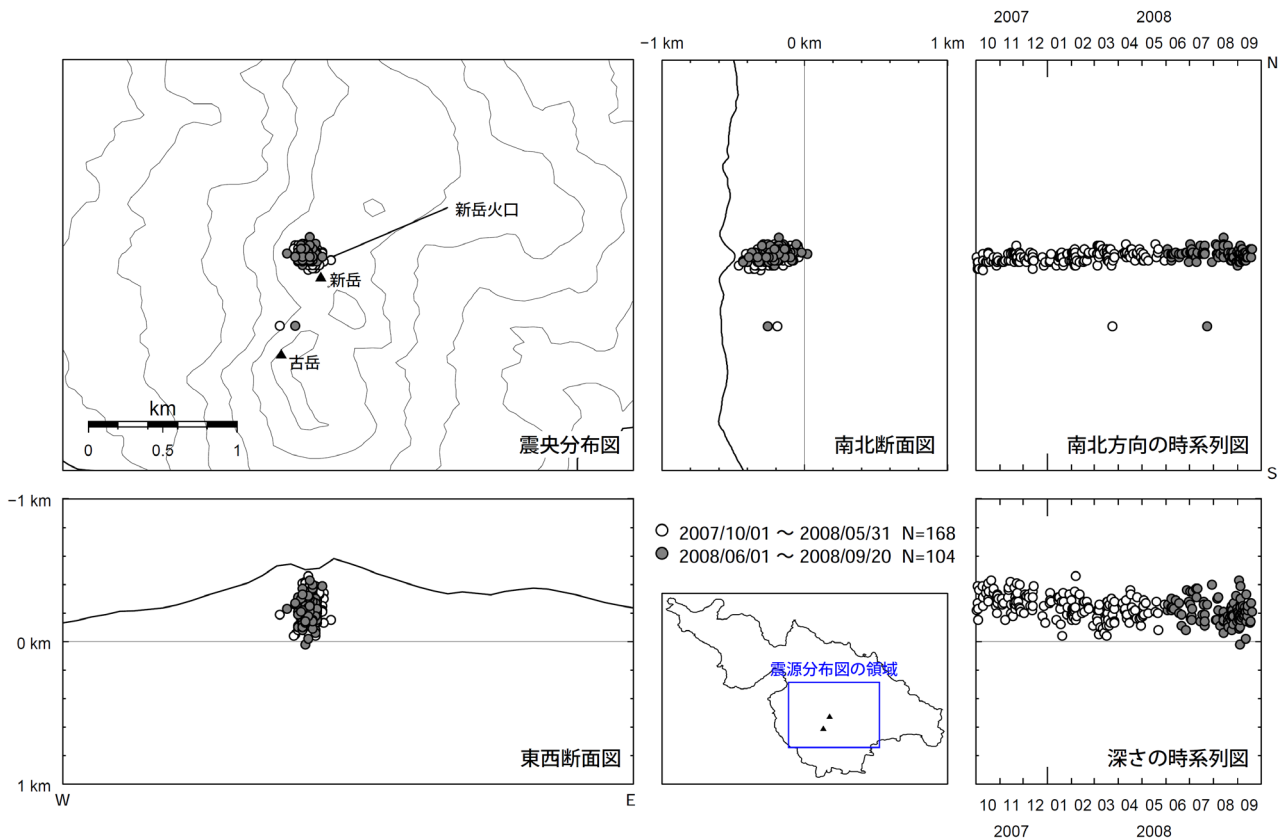 2007 2008
−1 km 0 km 1 km
10 11 12 01 02 03 04 05 06 07 08 09
N
新岳火口
新岳
古岳
km
0 0.5 1
震央分布図
南北断面図
南北方向の時系列図
S
−1 km
0 km
1 km
W E
東西断面図
2007/10/01 ～ 2008/05/31 N=168
2008/06/01 ～ 2008/09/20 N=104
震源分布図の領域
深さの時系列図
10 11 12 01 02 03 04 05 06 07 08 09
2007 2008